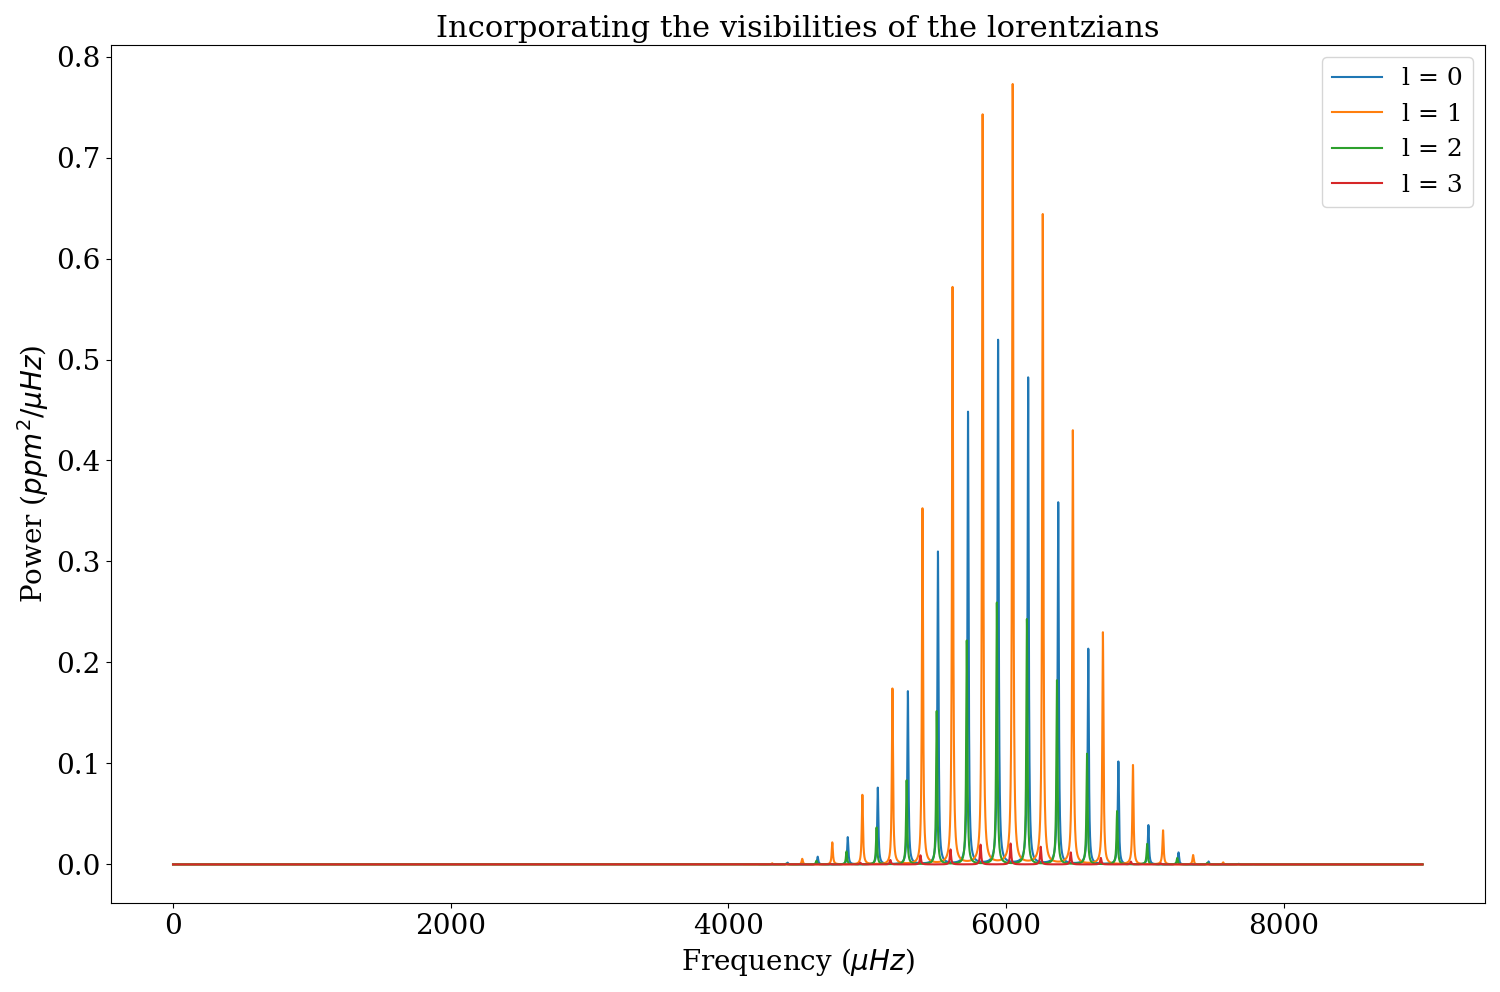 Incorporating the visibilities of the lorentzians
l = 0
l = 1
l = 2
l = 3
0.8
0.7
0.6
0.5
0.4
0.3
0.2
0.1
0.0
Power (ppm²/μHz)
0 2000 4000 6000 8000
Frequency (μHz)